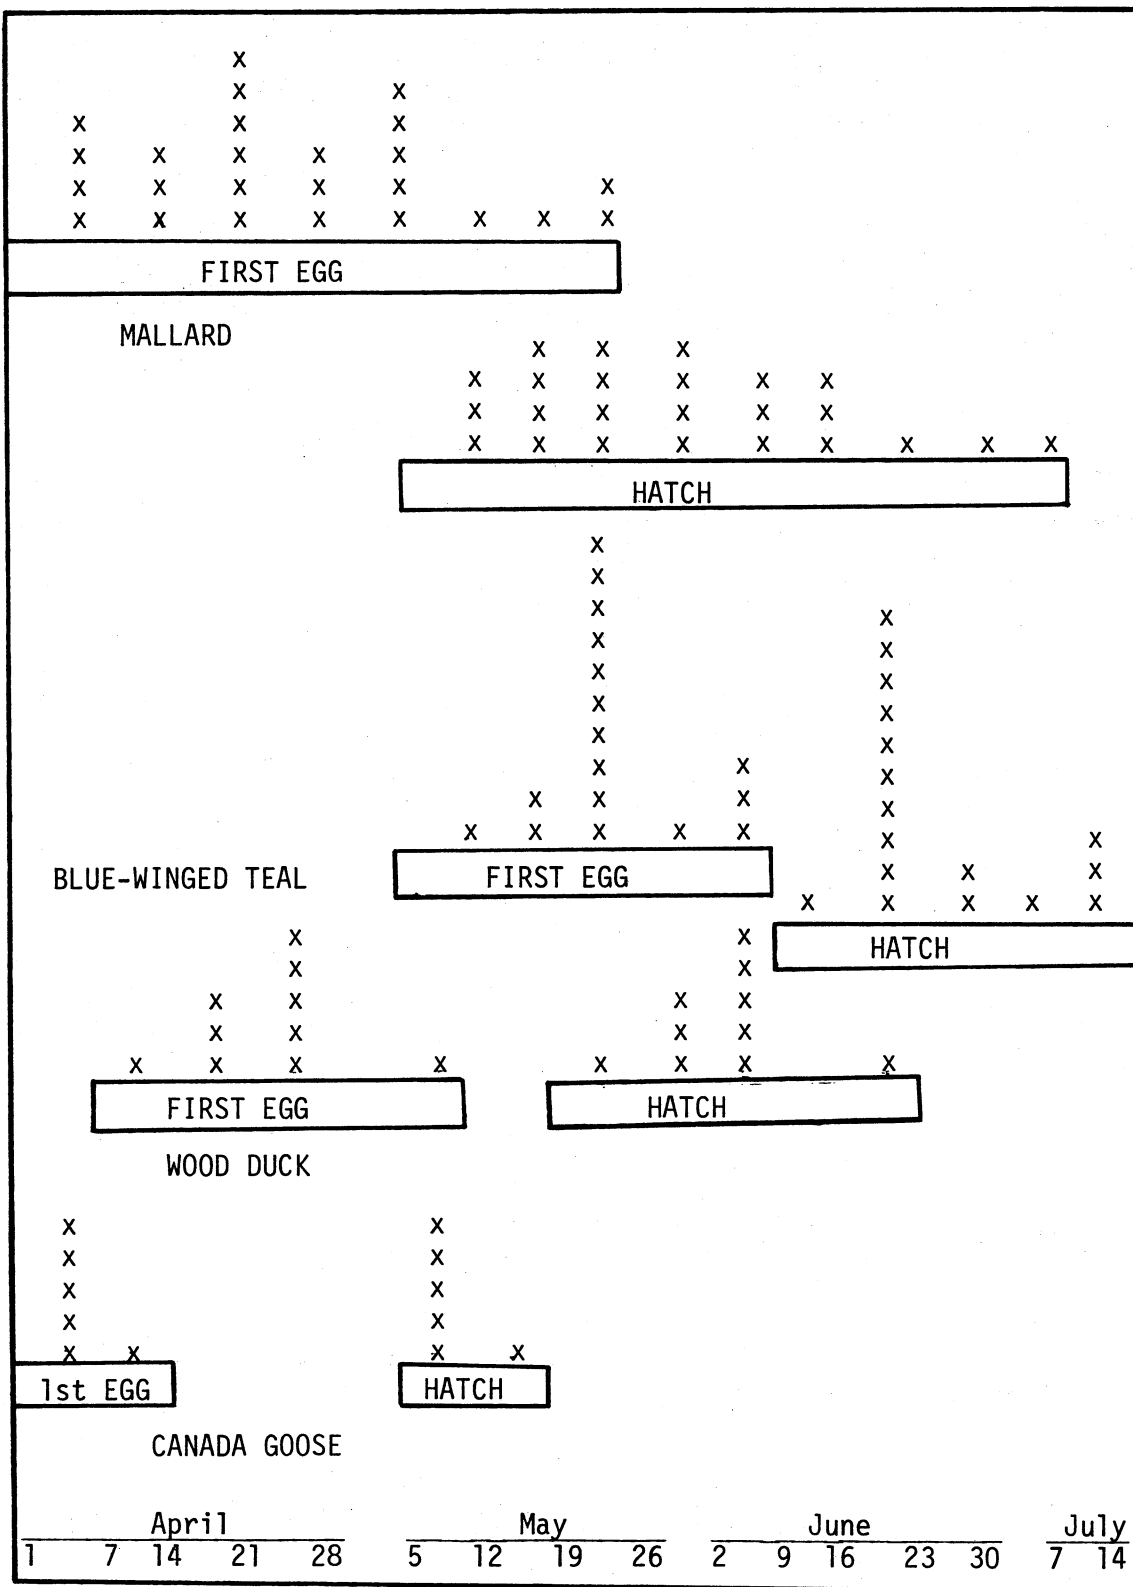 FIRST EGG
MALLARD
HATCH
BLUE-WINGED TEAL FIRST EGG
HATCH
FIRST EGG HATCH
WOOD DUCK
1st EGG HATCH
CANADA GOOSE
April May June July
1 7 14 21 28 5 12 19 26 2 9 16 23 30 7 14